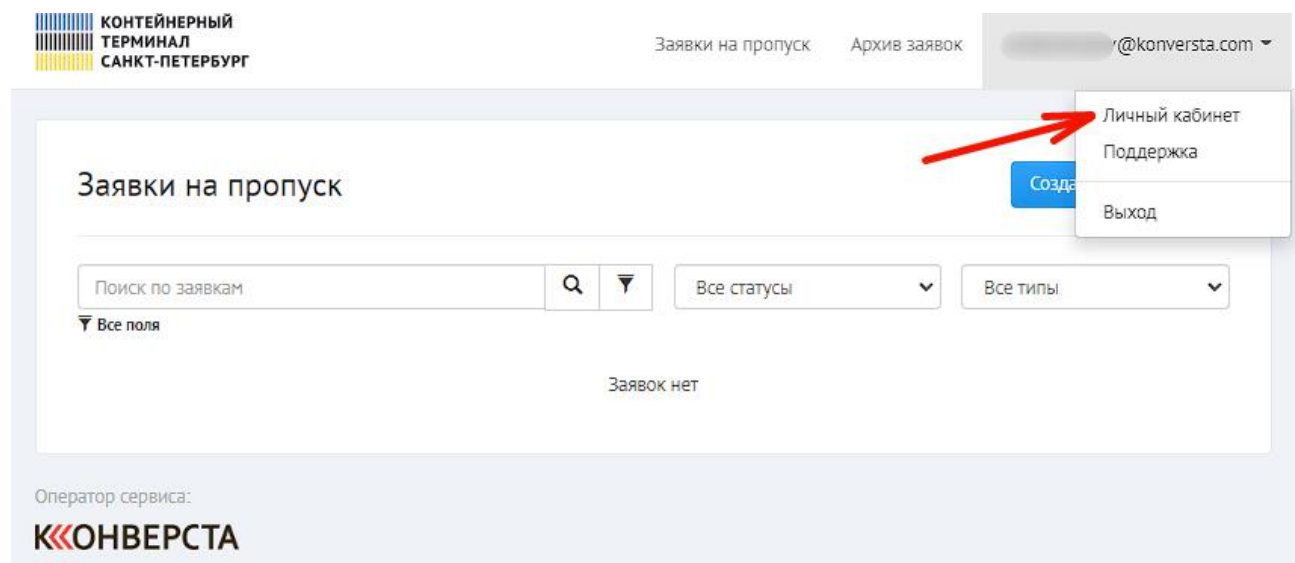 КОНТЕЙНЕРНЫЙ
ТЕРМИНАЛ
САНКТ-ПЕТЕРБУРГ
Заявки на пропуск Архив заявок @konversta.com
Личный кабинет
Поддержка
Выход
Заявки на пропуск
Поиск по заявкам Все статусы Все типы
Все поля
Заявок нет
Оператор сервиса:
КОНВЕРСТА